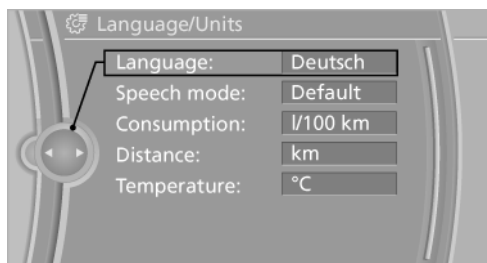 Language/Units
Language: Deutsch
Speech mode: Default
Consumption: l/100 km
Distance: km
Temperature: °C